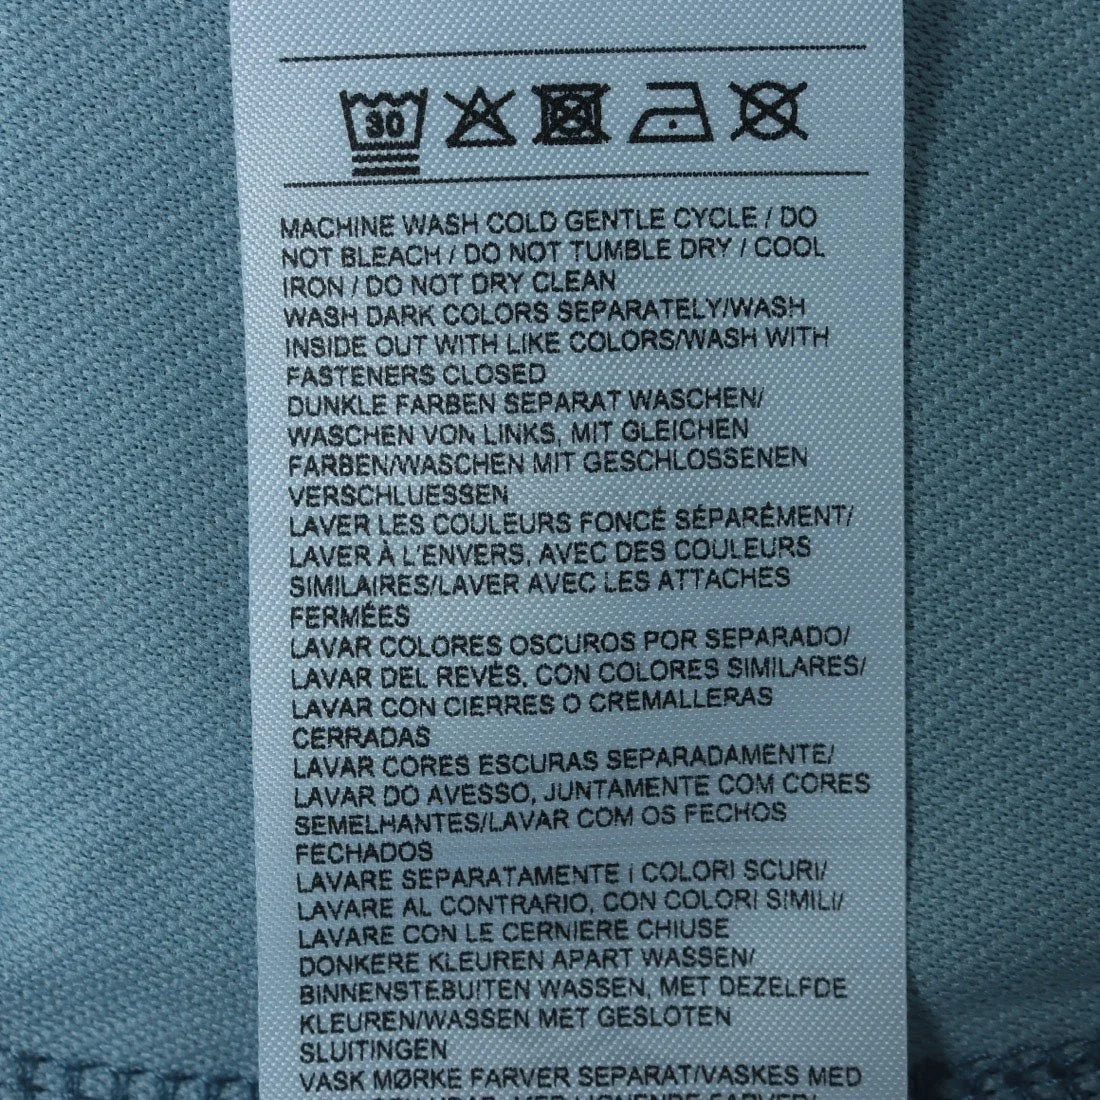 30
MACHINE WASH COLD GENTLE CYCLE / DO
NOT BLEACH / DO NOT TUMBLE DRY / COOL
IRON / DO NOT DRY CLEAN
WASH DARK COLORS SEPARATELY/WASH
INSIDE OUT WITH LIKE COLORS/WASH WITH
FASTENERS CLOSED
DUNKLE FARBEN SEPARAT WASCHEN/
WASCHEN VON LINKS, MIT GLEICHEN
FARBEN/WASCHEN MIT GESCHLOSSENEN
VERSCHLUESSEN
LAVER LES COULEURS FONCÉ SÉPARÉMENT/
LAVER À L'ENVERS, AVEC DES COULEURS
SIMILAIRES/LAVER AVEC LES ATTACHES
FERMÉES
LAVAR COLORES OSCUROS POR SEPARADO/
LAVAR DEL REVÉS, CON COLORES SIMILARES/
LAVAR CON CIERRES O CREMALLERAS
CERRADAS
LAVAR CORES ESCURAS SEPARADAMENTE/
LAVAR DO AVESSO, JUNTAMENTE COM CORES
SEMELHANTES/LAVAR COM OS FECHOS
FECHADOS
LAVARE SEPARATAMENTE i COLORI SCURI/
LAVARE AL CONTRARIO, CON COLORI SIMILI/
LAVARE CON LE CERNIERE CHIUSE
DONKERE KLEUREN APART WASSEN/
BINNENSTEBUITEN WASSEN, MET DEZELFDE
KLEUREN/WASSEN MET GESLOTEN
SLUITINGEN
VASK MØRKE FARVER SEPARAT/VASKES MED